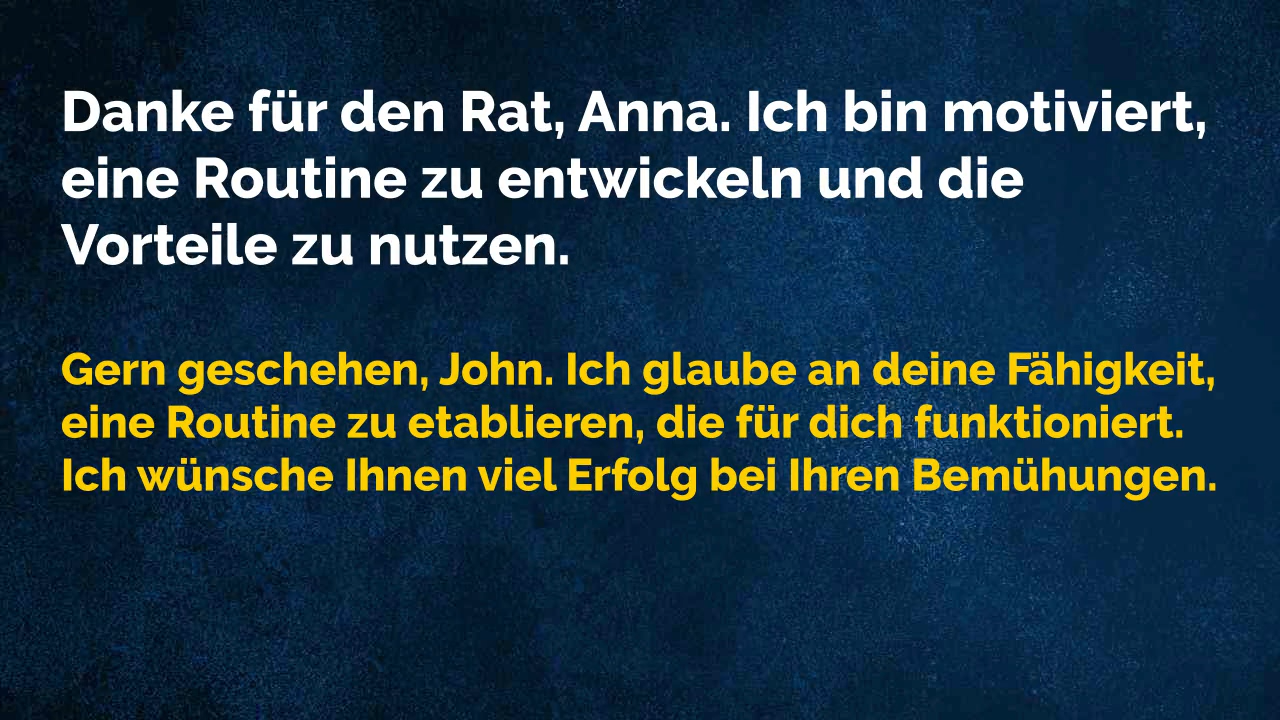 Danke für den Rat, Anna. Ich bin motiviert,
eine Routine zu entwickeln und die
Vorteile zu nutzen.
Gern geschehen, John. Ich glaube an deine Fähigkeit,
eine Routine zu etablieren, die für dich funktioniert.
Ich wünsche Ihnen viel Erfolg bei Ihren Bemühungen.